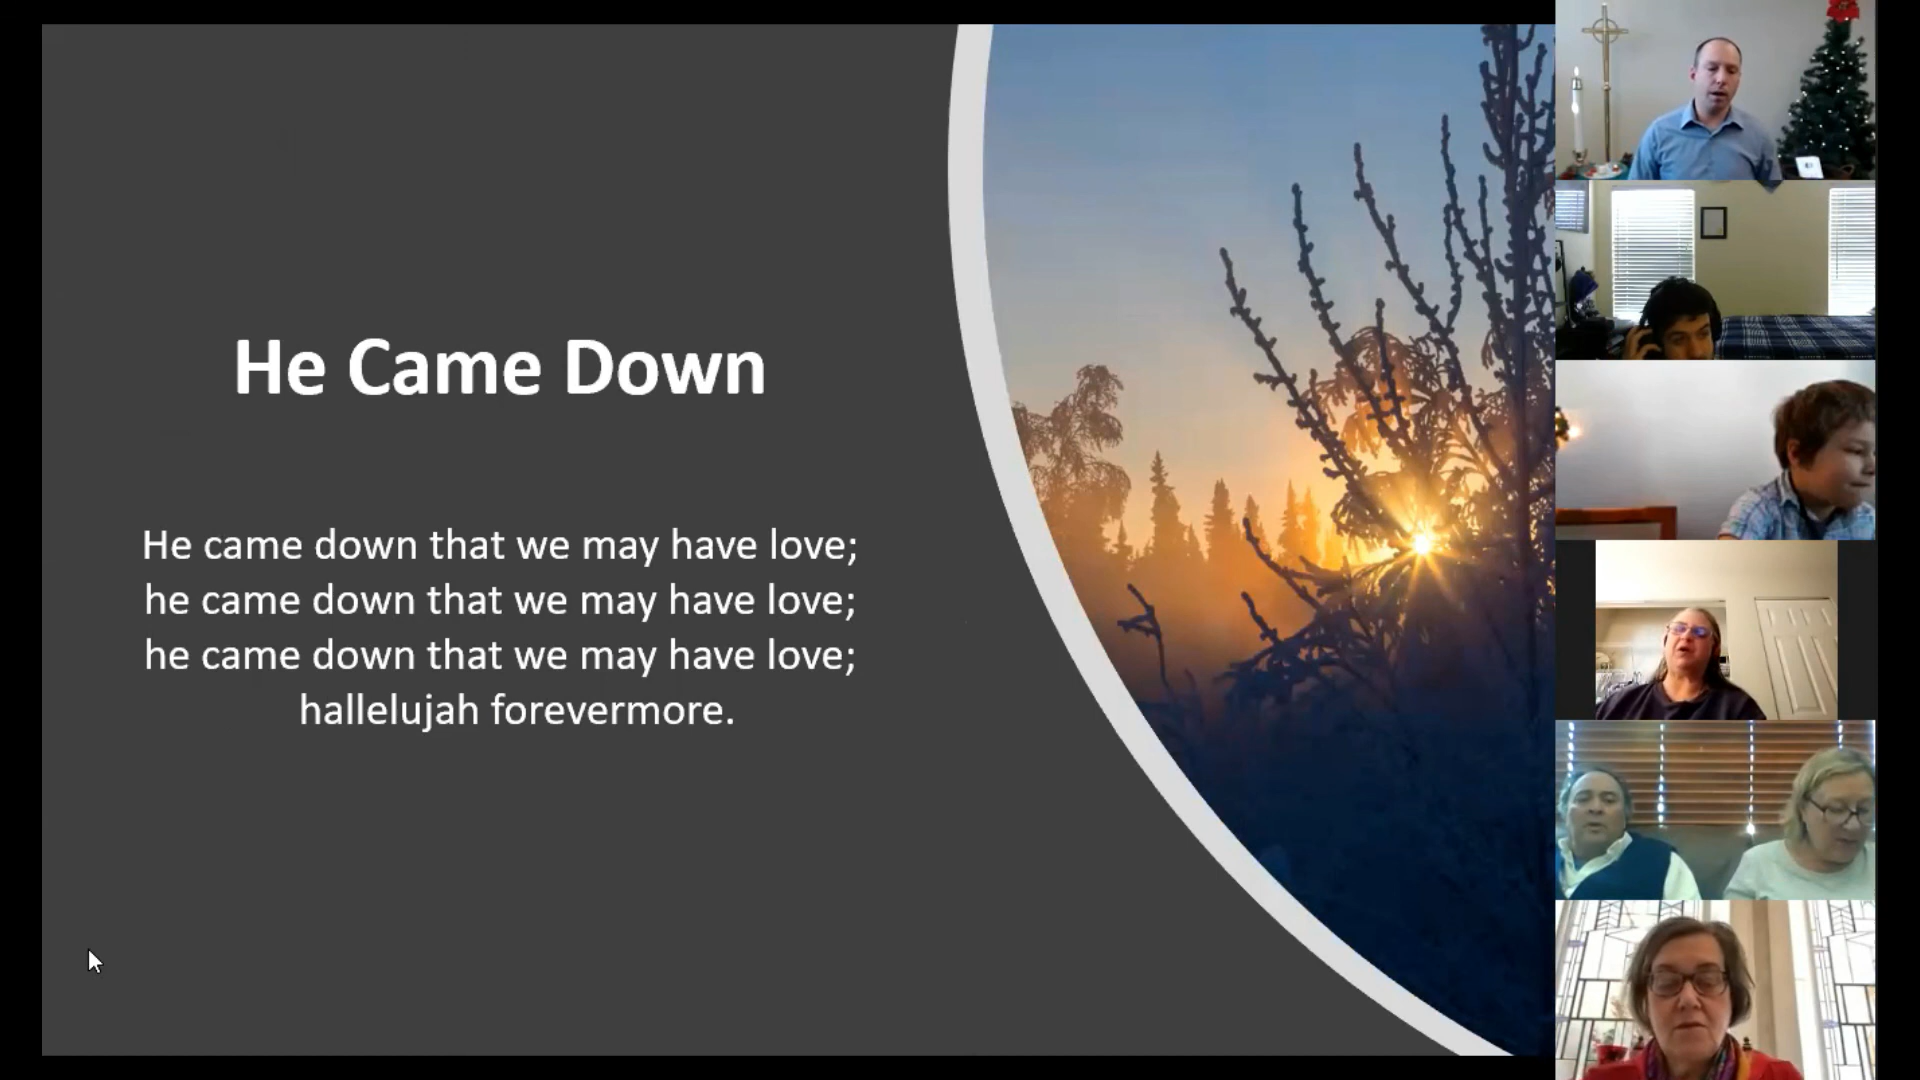 He Came Down
He came down that we may have love;
he came down that we may have love;
he came down that we may have love;
hallelujah forevermore.